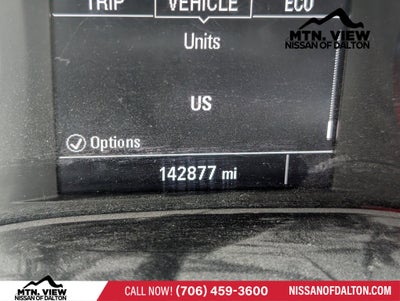 TRIP VEHICLE ECO
MTN. VIEW
NISSAN OF DALTON
Units
US
Options
142877 mi
MTN. VIEW
NISSAN OF DALTON
CALL NOW! (706) 459-3600
NISSANOFDALTON.COM